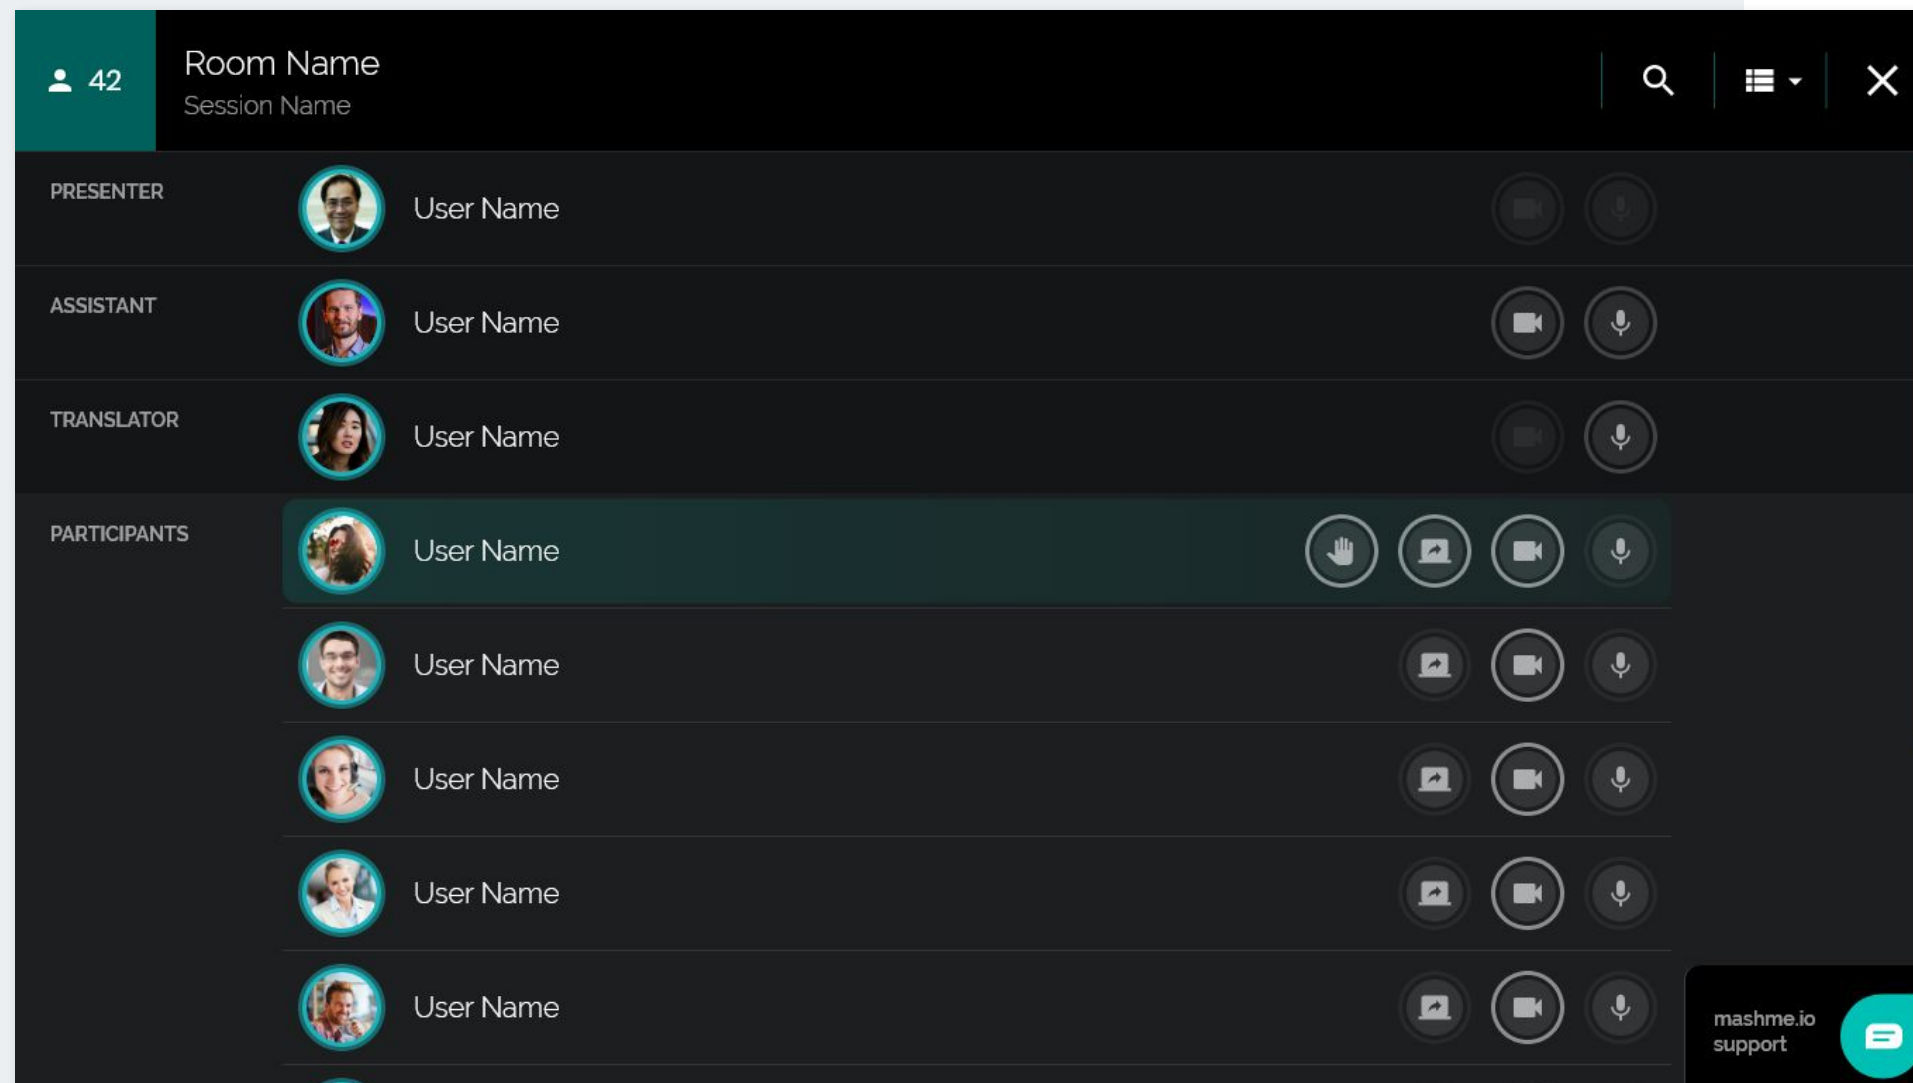 42
Room Name
Session Name
PRESENTER
User Name
ASSISTANT
User Name
TRANSLATOR
User Name
PARTICIPANTS
User Name
User Name
User Name
User Name
User Name
mashme.io
support